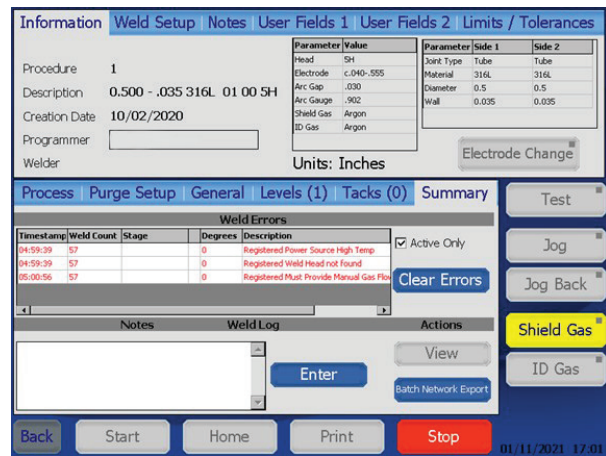 Information Weld Setup Notes User Fields 1 User Fields 2 Limits / Tolerances
Procedure 1
Description 0.500 - .035 316L 01 00 5H
Creation Date 10/02/2020
Programmer
Welder
Parameter Value
Head 5H
Electrode c.040-.555
Arc Gap .030
Arc Gauge .902
Shield Gas Argon
ID Gas Argon
Units: Inches
Parameter Side 1 Side 2
Joint Type Tube Tube
Material 316L 316L
Diameter 0.5 0.5
Wall 0.035 0.035
Electrode Change
Process Purge Setup General Levels (1) Tacks (0) Summary
Weld Errors
Timestamp Weld Count Stage Degrees Description
04:59:39 57 0 Registered Power Source High Temp
04:59:39 57 0 Registered Weld Head not found
05:00:56 57 0 Registered Must Provide Manual Gas Flow
Active Only
Clear Errors
Notes Weld Log Actions
Enter
View
Batch Network Export
Test
Jog
Jog Back
Shield Gas
ID Gas
Back Start Home Print Stop
01/11/2021 17:01